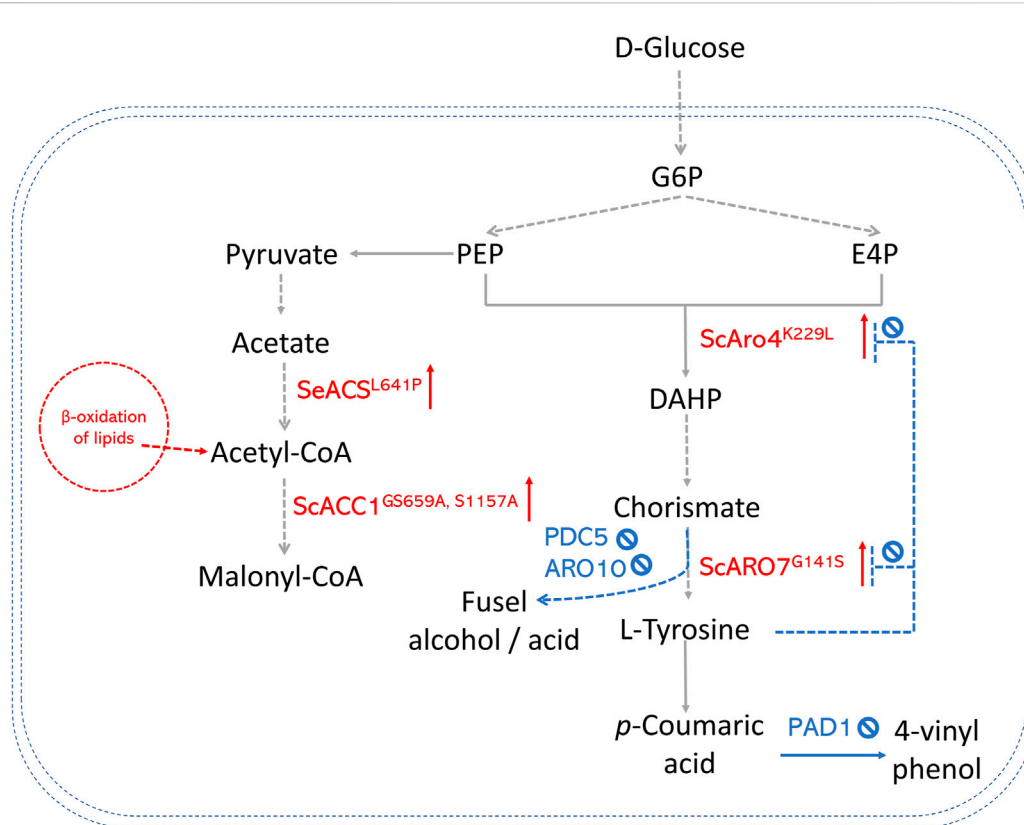 D-Glucose
G6P
Pyruvate
PEP
E4P
Acetate
ScAro4K229L
SeACSL641P
DAHP
β-oxidation
of lipids
Acetyl-CoA
ScACC1GS659A, S1157A
Chorismate
PDC5
ARO10
ScARO7G141S
Malonyl-CoA
Fusel
alcohol / acid
L-Tyrosine
p-Coumaric
acid
PAD1
4-vinyl
phenol